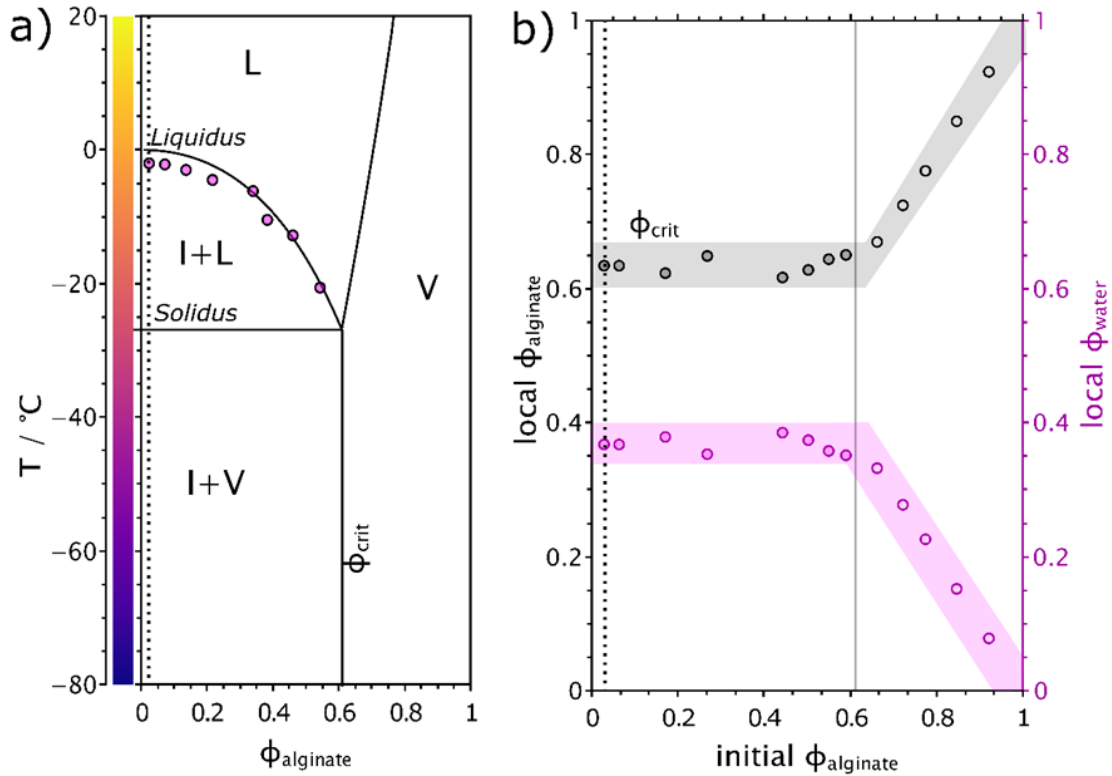 a)
20
0
−20
−40
−60
−80
T / °C
L
Liquidus
I+L
Solidus
I+V
V
ϕcrit
0
0.2
0.4
0.6
0.8
1
ϕalginate
b)
1
0.8
0.6
0.4
0.2
0
local ϕalginate
ϕcrit
1
0.8
0.6
0.4
0.2
0
local ϕwater
0
0.2
0.4
0.6
0.8
1
initial ϕalginate